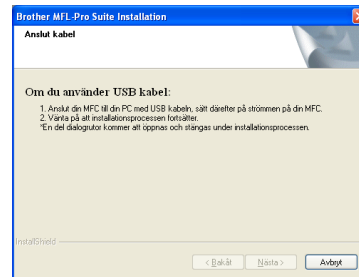 Brother MFL-Pro Suite Installation
Anslut kabel
Om du använder USB kabel:
1. Anslut din MFC till din PC med USB kabeln, sätt därefter på strömmen på din MFC.
2. Vänta på att installationsprocessen fortsätter.
*En del dialogrutor kommer att öppnas och stängas under installationsprocessen.
InstallShield
< Bakåt
Nästa >
Avbryt